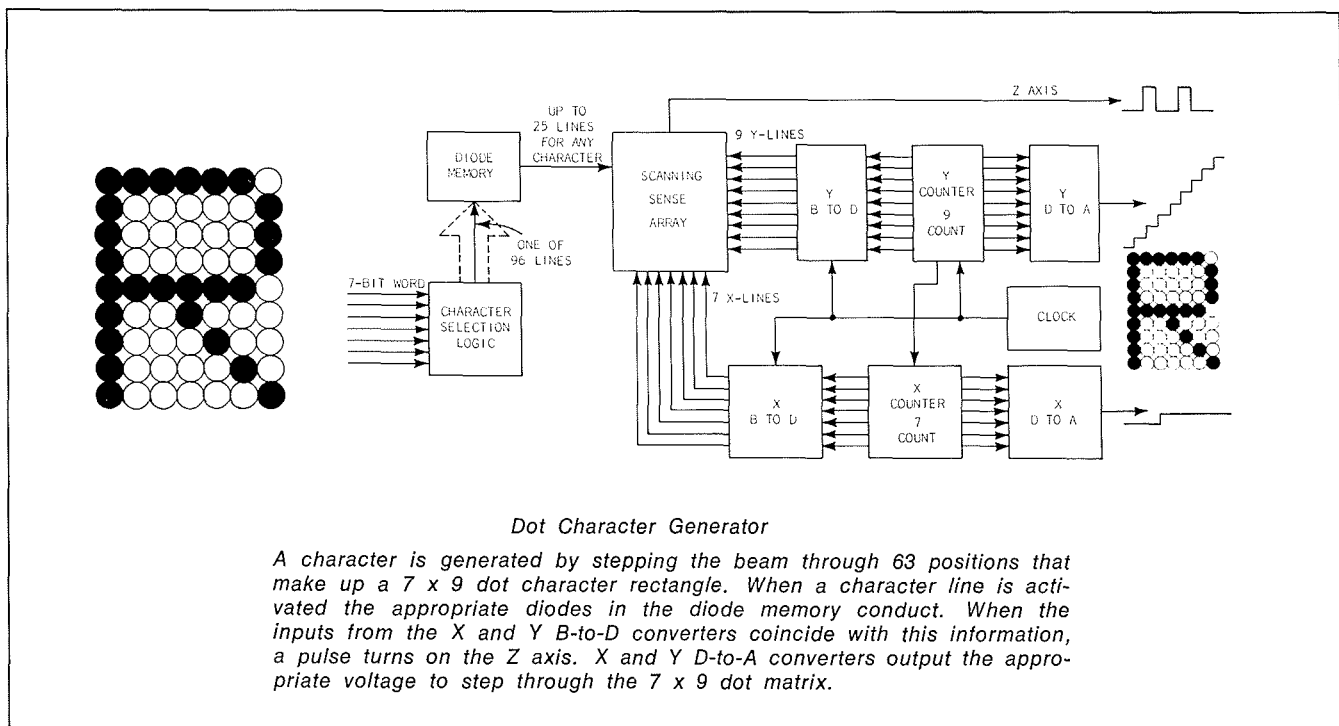 UP TO
25 LINES
FOR ANY
CHARACTER
Z AXIS
9 Y-LINES
DIODE
MEMORY
SCANNING
SENSE
ARRAY
Y
B TO D
Y
COUNTER
9
COUNT
Y
D TO A
ONE OF
96 LINES
7-BIT WORD
CHARACTER
SELECTION
LOGIC
7 X-LINES
CLOCK
X
B TO D
X
COUNTER
7
COUNT
X
D TO A
Dot Character Generator
A character is generated by stepping the beam through 63 positions that
make up a 7 x 9 dot character rectangle. When a character line is acti-
vated the appropriate diodes in the diode memory conduct. When the
inputs from the X and Y B-to-D converters coincide with this information,
a pulse turns on the Z axis. X and Y D-to-A converters output the appro-
priate voltage to step through the 7 x 9 dot matrix.